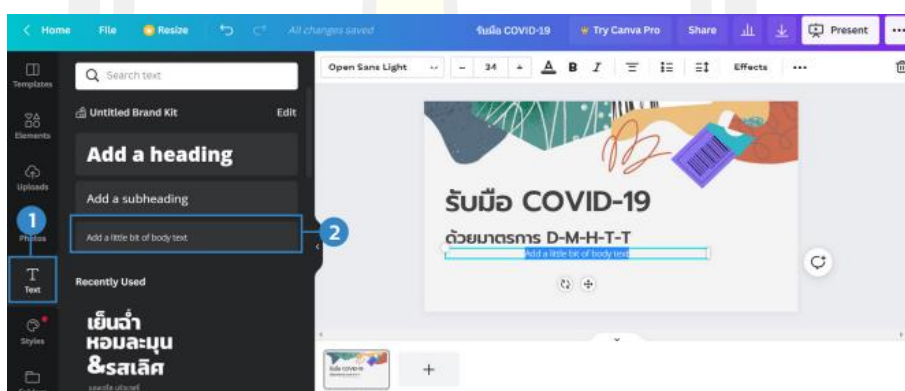 Home File Resize All changes saved รับมือ COVID-19 Try Canva Pro Share Present
Templates
Elements
Uploads
Photos
Text
Styles
Search text
Untitled Brand Kit Edit
Add a heading
Add a subheading
Add a little bit of body text
Recently Used
เย็นฉ่ำ
หอมละมุน
&รสเลิศ
1
2
Open Sans Light - 34 + A B I Effects
รับมือ COVID-19
ด้วยมาตรการ D-M-H-T-T
Add a little bit of body text